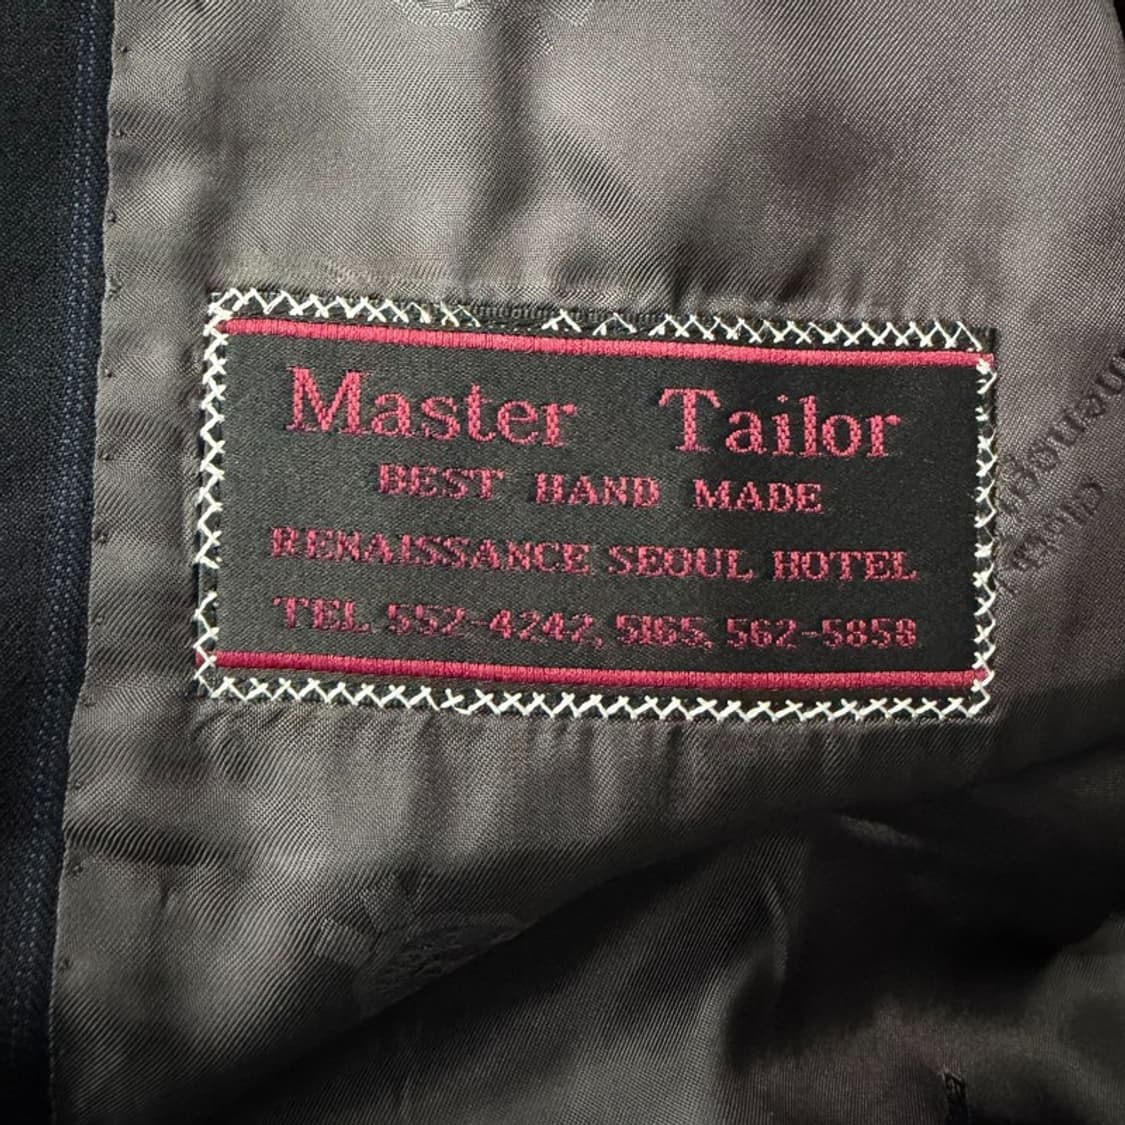 Master Tailor
BEST HAND MADE
RENAISSANCE SEOUL HOTEL
TEL 552-4242, 5165, 562-5858